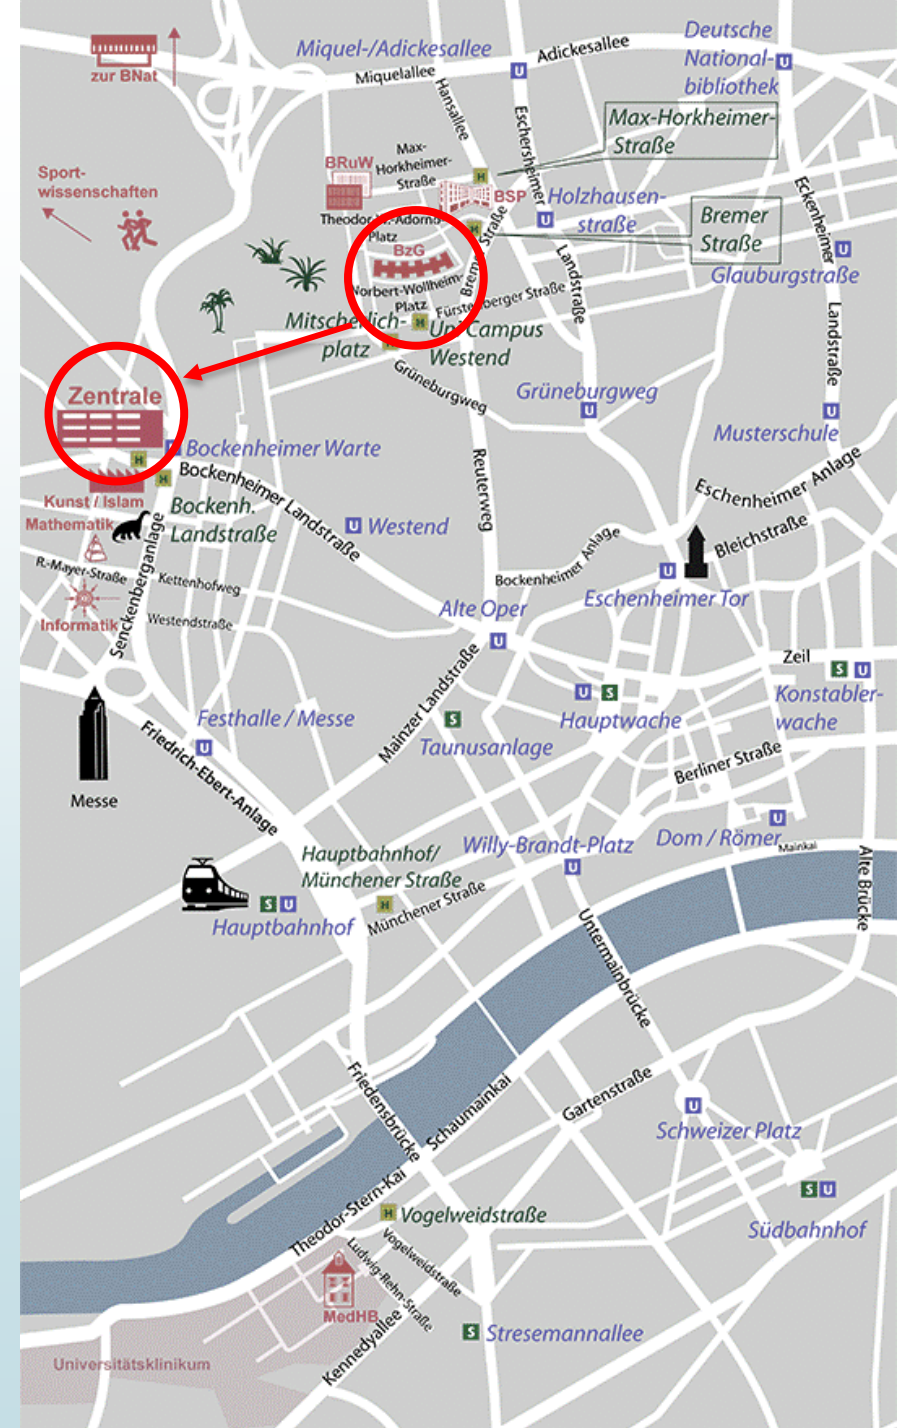 Deutsche
National-
bibliothek
Miquel-/Adickesallee
Adickesallee
U
U
zur BNat
Miquelallee
Hansallee
Eschersheimer
Landstraße
Max-Horkheimer-
Straße
Max-
Horkheimer-
Straße
BRuW
H
BSP
Sport-
wissenschaften
Holzhausen-
straße
U
Eckenheimer
Landstraße
Bremer
Straße
Theodor-W.-Adorno-
Platz
H
Bremer Straße
BzG
U
Glauburgstraße
Norbert-Wollheim-
Platz
Fürstenberger Straße
Mitscherlich-
platz
H
H
Uni Campus
Westend
Grüneburgweg
Grüneburgweg
U
U
Musterschule
Zentrale
U
Bockenheimer Warte
H
H
Bockenheimer Landstraße
Reuterweg
Eschenheimer Anlage
Kunst / Islam
Bockenh.
Landstraße
Mathematik
U
Westend
Bleichstraße
Bockenheimer Anlage
R.-Mayer-Straße
Kettenhofweg
U
Eschenheimer Tor
Senckenberganlage
Informatik
Westendstraße
Alte Oper
U
Zeil
S
U
Konstabler-
wache
Mainzer Landstraße
U
S
Hauptwache
Festhalle / Messe
U
S
Taunusanlage
Friedrich-Ebert-Anlage
Berliner Straße
Messe
U
Dom / Römer
Mainkai
Willy-Brandt-Platz
U
Hauptbahnhof/
Münchener Straße
H
Münchener Straße
S
U
Hauptbahnhof
Alte Brücke
Untermainbrücke
Friedensbrücke
Schaumainkai
Gartenstraße
U
Schweizer Platz
S
U
Südbahnhof
Theodor-Stern-Kai
H
Vogelweidstraße
Vogelweidstraße
Ludwig-Rehn-Straße
MedHB
Kennedyallee
S
Stresemannallee
Universitätsklinikum